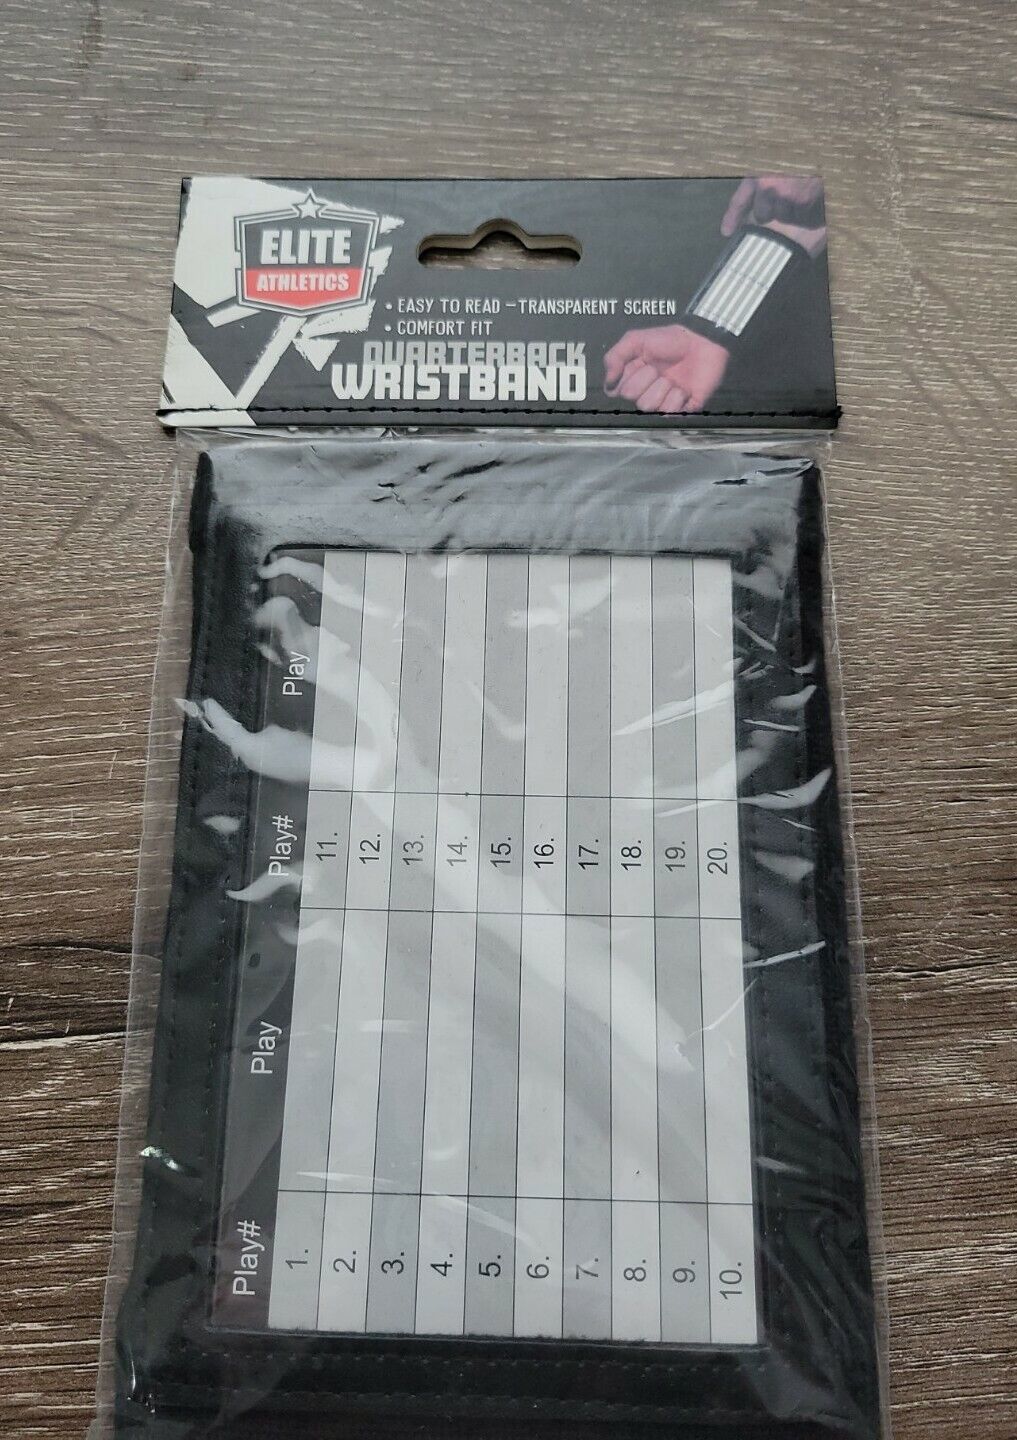 ELITE
ATHLETICS
• EASY TO READ – TRANSPARENT SCREEN
• COMFORT FIT
QUARTERBACK
WRISTBAND
Play# Play Play# Play
1. 11.
2. 12.
3. 13.
4. 14.
5. 15.
6. 16.
7. 17.
8. 18.
9. 19.
10. 20.